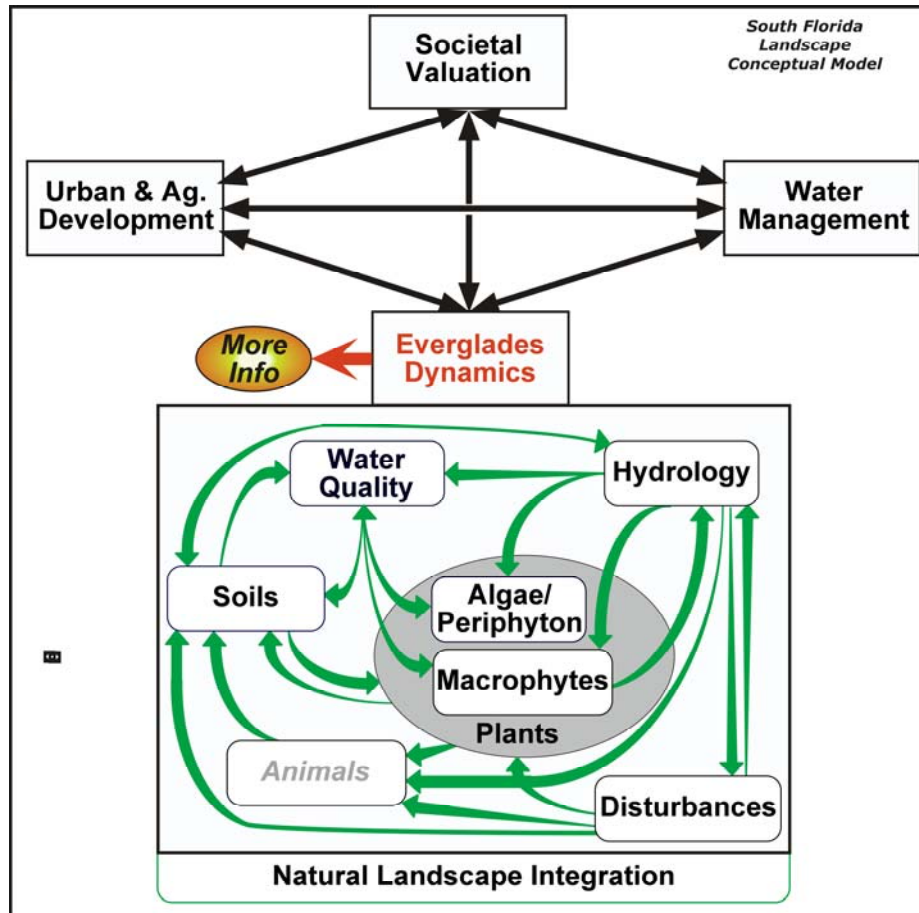 South Florida
Landscape
Conceptual Model
Societal
Valuation
Urban & Ag.
Development
Water
Management
More
Info
Everglades
Dynamics
Water
Quality
Hydrology
Soils
Algae/
Periphyton
Macrophytes
Plants
Animals
Disturbances
Natural Landscape Integration